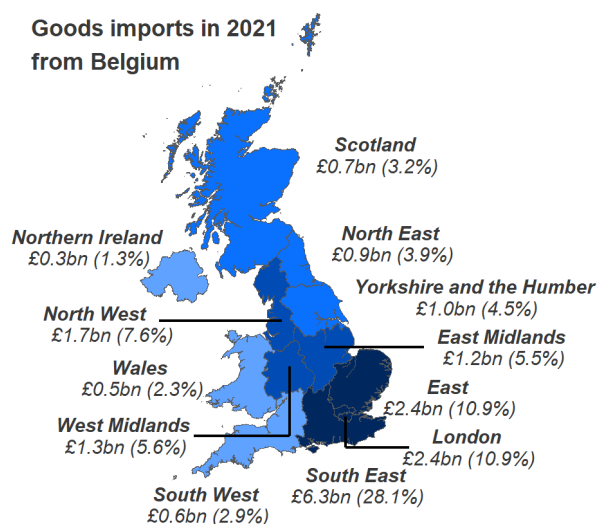 Goods imports in 2021
from Belgium
Scotland
£0.7bn (3.2%)
Northern Ireland
£0.3bn (1.3%)
North East
£0.9bn (3.9%)
Yorkshire and the Humber
£1.0bn (4.5%)
North West
£1.7bn (7.6%)
East Midlands
£1.2bn (5.5%)
Wales
£0.5bn (2.3%)
East
£2.4bn (10.9%)
West Midlands
£1.3bn (5.6%)
London
£2.4bn (10.9%)
South East
£6.3bn (28.1%)
South West
£0.6bn (2.9%)